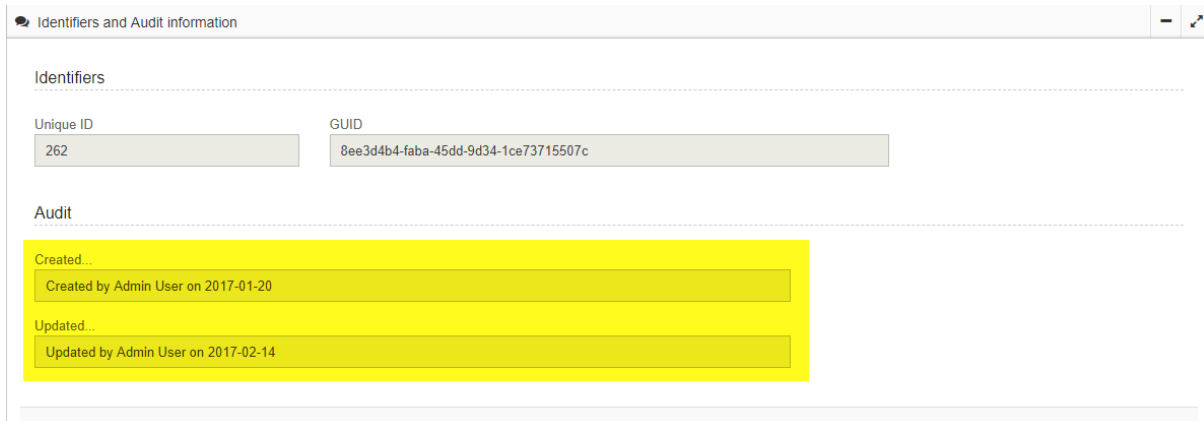 Identifiers and Audit information
Identifiers
Unique ID GUID
262 8ee3d4b4-faba-45dd-9d34-1ce73715507c
Audit
Created...
Created by Admin User on 2017-01-20
Updated...
Updated by Admin User on 2017-02-14